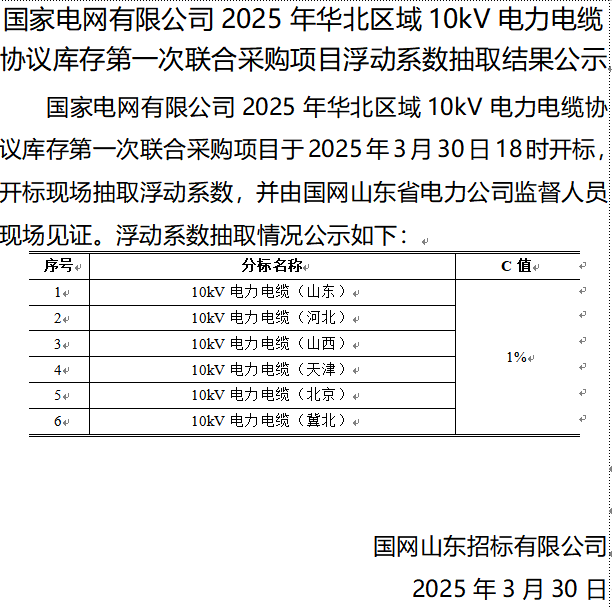 国家电网有限公司 2025 年华北区域 10kV 电力电缆
协议库存第一次联合采购项目浮动系数抽取结果公示
国家电网有限公司 2025 年华北区域 10kV 电力电缆协
议库存第一次联合采购项目于 2025 年 3 月 30 日 18 时开标，
开标现场抽取浮动系数，并由国网山东省电力公司监督人员
现场见证。浮动系数抽取情况公示如下：
序号 分标名称 C 值
1 10kV 电力电缆（山东）
2 10kV 电力电缆（河北）
3 10kV 电力电缆（山西）
1%
4 10kV 电力电缆（天津）
5 10kV 电力电缆（北京）
6 10kV 电力电缆（冀北）
国网山东招标有限公司
2025 年 3 月 30 日